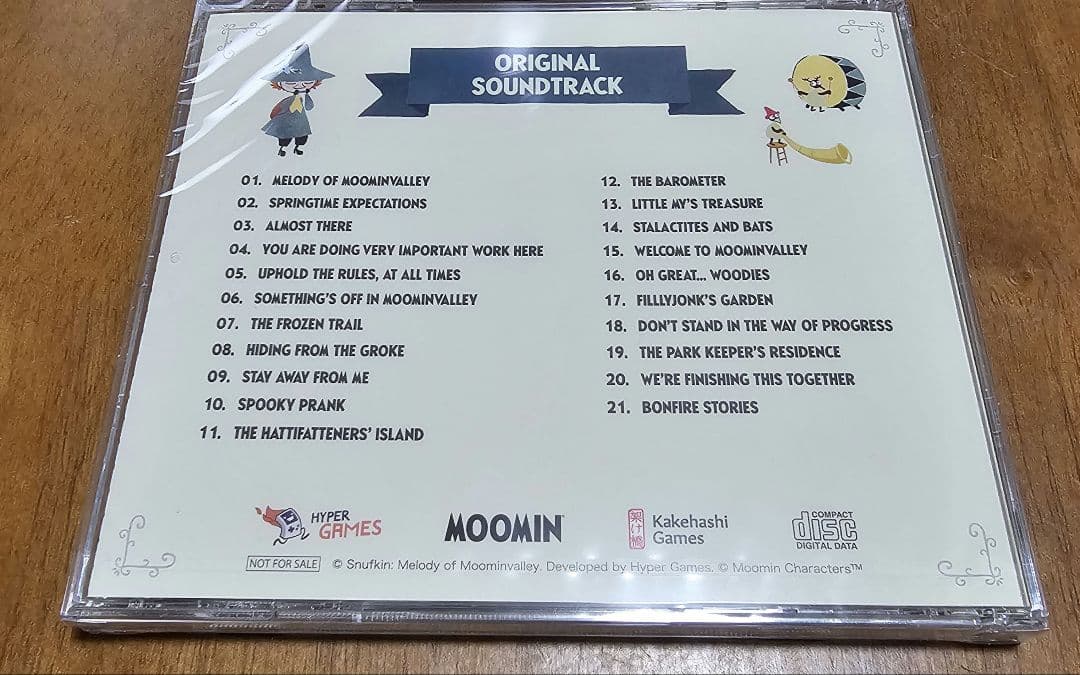 ORIGINAL
SOUNDTRACK
01. MELODY OF MOOMINVALLEY
02. SPRINGTIME EXPECTATIONS
03. ALMOST THERE
04. YOU ARE DOING VERY IMPORTANT WORK HERE
05. UPHOLD THE RULES, AT ALL TIMES
06. SOMETHING'S OFF IN MOOMINVALLEY
07. THE FROZEN TRAIL
08. HIDING FROM THE GROKE
09. STAY AWAY FROM ME
10. SPOOKY PRANK
11. THE HATTIFATTENERS' ISLAND
12. THE BAROMETER
13. LITTLE MY'S TREASURE
14. STALACTITES AND BATS
15. WELCOME TO MOOMINVALLEY
16. OH GREAT... WOODIES
17. FILLYJONK'S GARDEN
18. DON'T STAND IN THE WAY OF PROGRESS
19. THE PARK KEEPER'S RESIDENCE
20. WE'RE FINISHING THIS TOGETHER
21. BONFIRE STORIES
HYPER
GAMES
MOOMIN
架け橋
Kakehashi
Games
COMPACT
disc
DIGITAL DATA
NOT FOR SALE © Snufkin: Melody of Moominvalley. Developed by Hyper Games. © Moomin Characters™